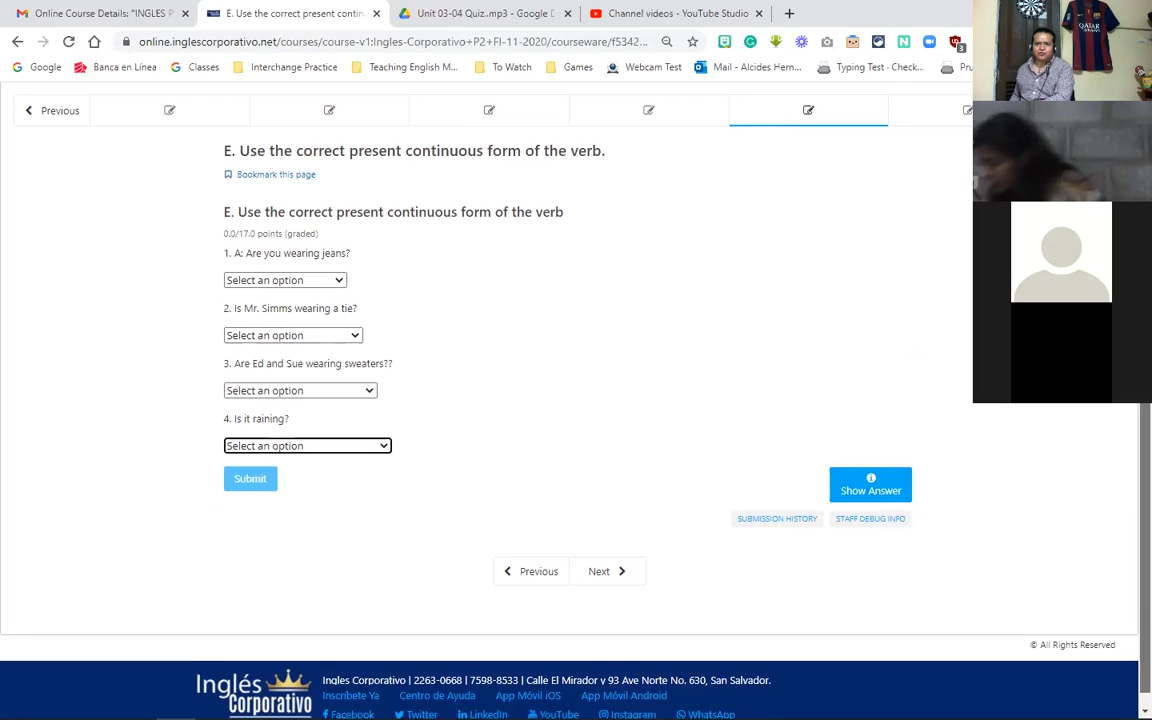 Online Course Details: "INGLES P
E. Use the correct present contin
Unit 03-04 Quiz..mp3 - Google D
Channel videos - YouTube Studio
online.inglescorporativo.net/courses/course-v1:Ingles-Corporativo+P2+FI-11-2020/courseware/f5342...
Google
Banca en Línea
Classes
Interchange Practice
Teaching English M...
To Watch
Games
Webcam Test
Mail - Alcides Hern...
Typing Test - Check...
Pru
Previous
E. Use the correct present continuous form of the verb.
Bookmark this page
E. Use the correct present continuous form of the verb
0.0/17.0 points (graded)
1. A: Are you wearing jeans?
Select an option
2. Is Mr. Simms wearing a tie?
Select an option
3. Are Ed and Sue wearing sweaters??
Select an option
4. Is it raining?
Select an option
Submit
Show Answer
SUBMISSION HISTORY
STAFF DEBUG INFO
Previous
Next
© All Rights Reserved
Inglés Corporativo
Inglés Corporativo | 2263-0668 | 7598-8533 | Calle El Mirador y 93 Ave Norte No. 630, San Salvador.
Inscríbete Ya
Centro de Ayuda
App Móvil iOS
App Móvil Android
Facebook
Twitter
LinkedIn
YouTube
Instagram
WhatsApp